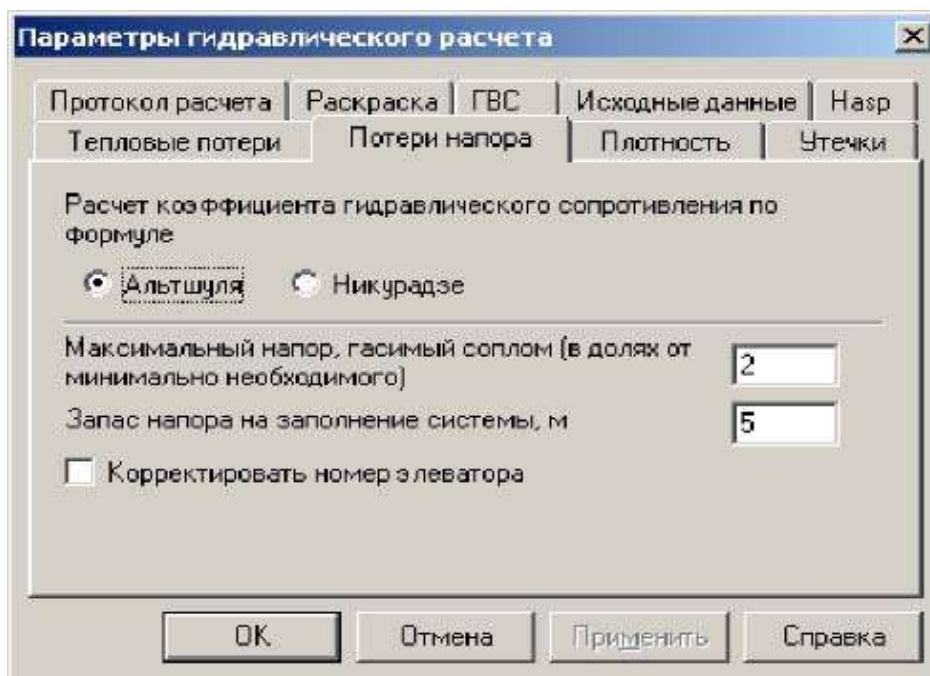 Параметры гидравлического расчета
Протокол расчета Раскраска ГВС Исходные данные Hasp
Тепловые потери Потери напора Плотность Утечки
Расчет коэффициента гидравлического сопротивления по
формуле
Альтшуля Никурадзе
Максимальный напор, гасимый соплом (в долях от
минимально необходимого)
2
Запас напора на заполнение системы, м
5
Корректировать номер элеватора
OK Отмена Применить Справка